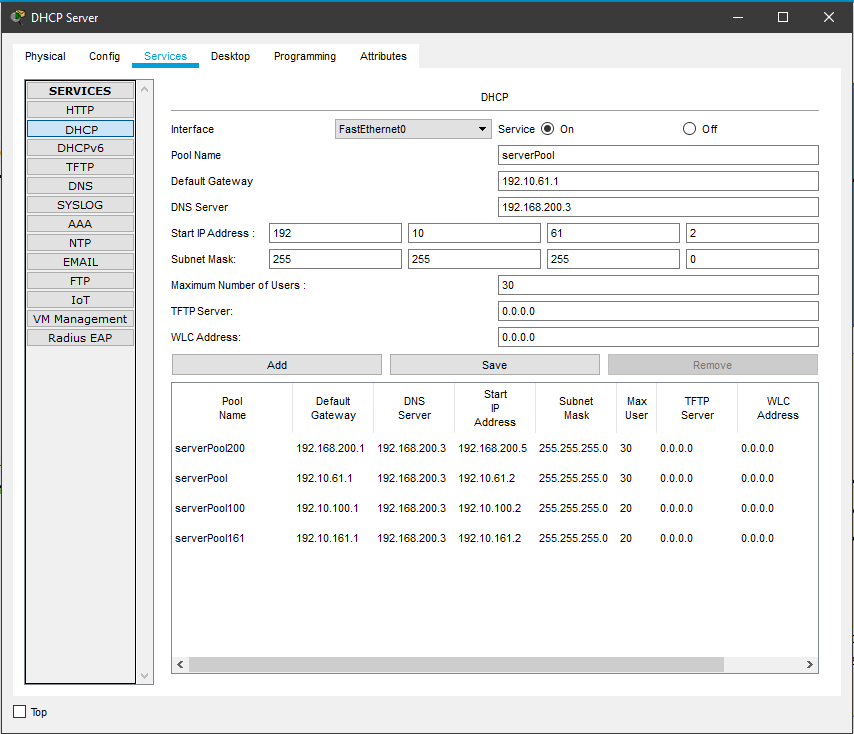 DHCP Server
Physical Config Services Desktop Programming Attributes
SERVICES
HTTP
DHCP
DHCPv6
TFTP
DNS
SYSLOG
AAA
NTP
EMAIL
FTP
IoT
VM Management
Radius EAP
DHCP
Interface FastEthernet0 Service On Off
Pool Name serverPool
Default Gateway 192.10.61.1
DNS Server 192.168.200.3
Start IP Address : 192 10 61 2
Subnet Mask: 255 255 255 0
Maximum Number of Users : 30
TFTP Server: 0.0.0.0
WLC Address: 0.0.0.0
Add Save Remove
Pool Name Default Gateway DNS Server Start IP Address Subnet Mask Max User TFTP Server WLC Address
serverPool200 192.168.200.1 192.168.200.3 192.168.200.5 255.255.255.0 30 0.0.0.0 0.0.0.0
serverPool 192.10.61.1 192.168.200.3 192.10.61.2 255.255.255.0 30 0.0.0.0 0.0.0.0
serverPool100 192.10.100.1 192.168.200.3 192.10.100.2 255.255.255.0 20 0.0.0.0 0.0.0.0
serverPool161 192.10.161.1 192.168.200.3 192.10.161.2 255.255.255.0 20 0.0.0.0 0.0.0.0
Top